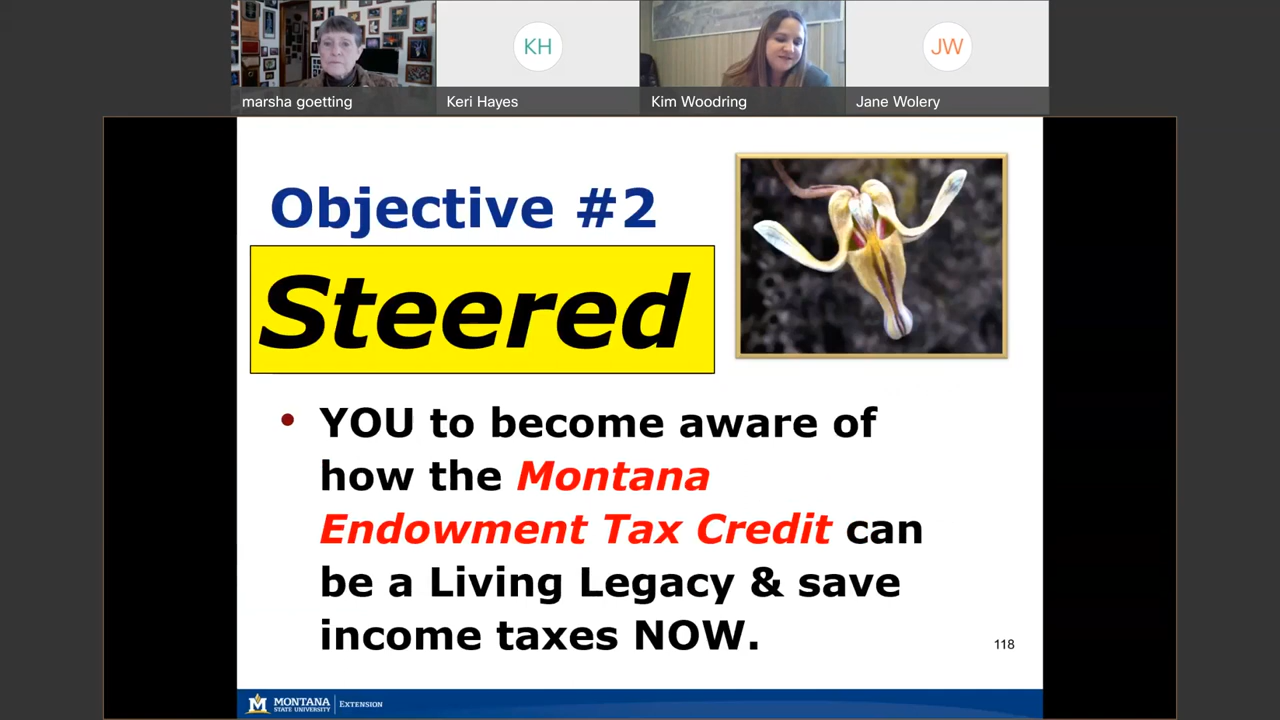 KH
JW
marsha goetting
Keri Hayes
Kim Woodring
Jane Wolery
Objective #2
Steered
• YOU to become aware of
how the Montana
Endowment Tax Credit can
be a Living Legacy & save
income taxes NOW.
118
MONTANA
STATE UNIVERSITY
EXTENSION